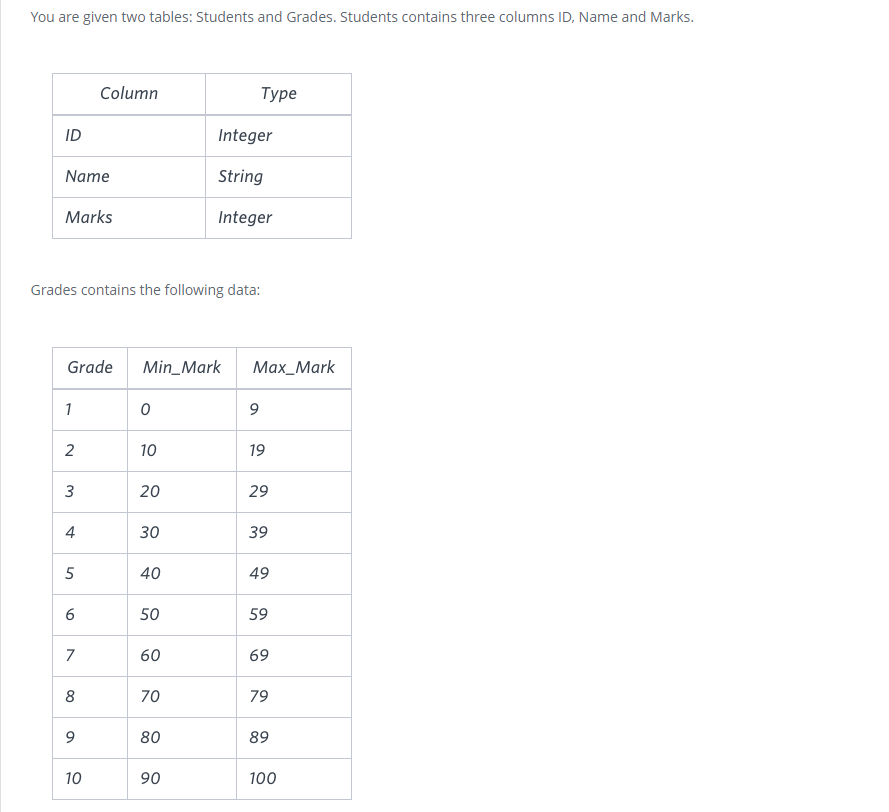 You are given two tables: Students and Grades. Students contains three columns ID, Name and Marks.
Column Type
ID Integer
Name String
Marks Integer
Grades contains the following data:
Grade Min_Mark Max_Mark
1 0 9
2 10 19
3 20 29
4 30 39
5 40 49
6 50 59
7 60 69
8 70 79
9 80 89
10 90 100